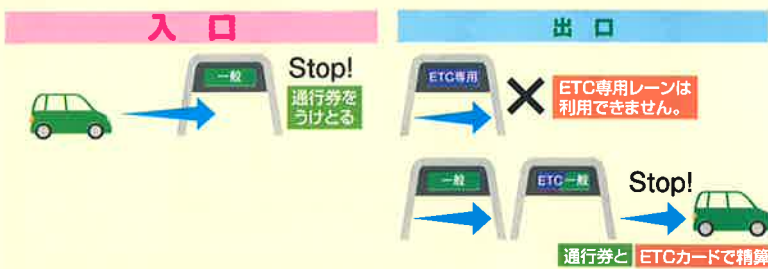 入口
一般
Stop!
通行券を
うけとる
出口
ETC専用
ETC専用レーンは
利用できません。
一般
ETC一般
Stop!
通行券と ETCカードで精算